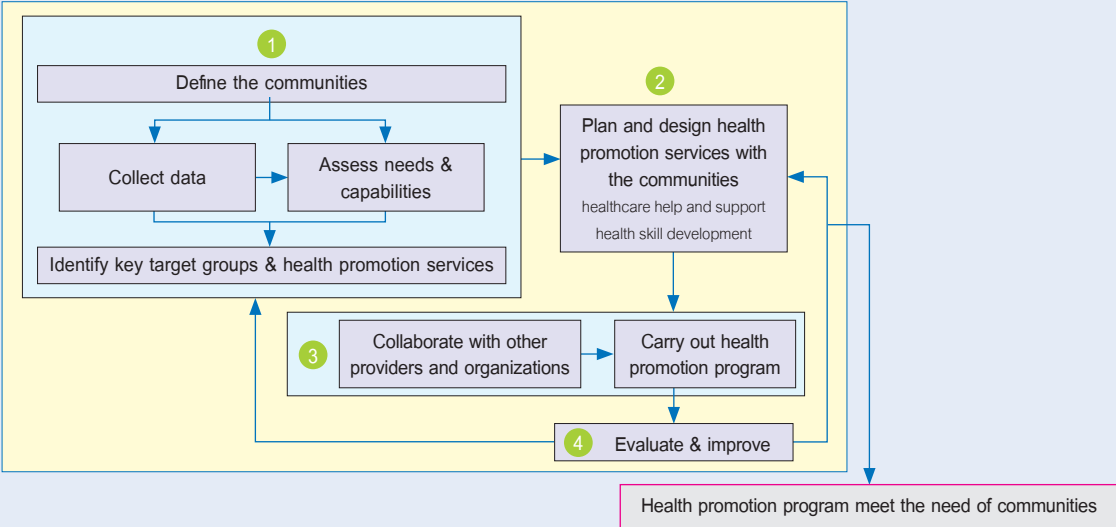 1
Define the communities
Collect data
Assess needs &
capabilities
Identify key target groups & health promotion services
2
Plan and design health
promotion services with
the communities
healthcare help and support
health skill development
3
Collaborate with other
providers and organizations
Carry out health
promotion program
4
Evaluate & improve
Health promotion program meet the need of communities